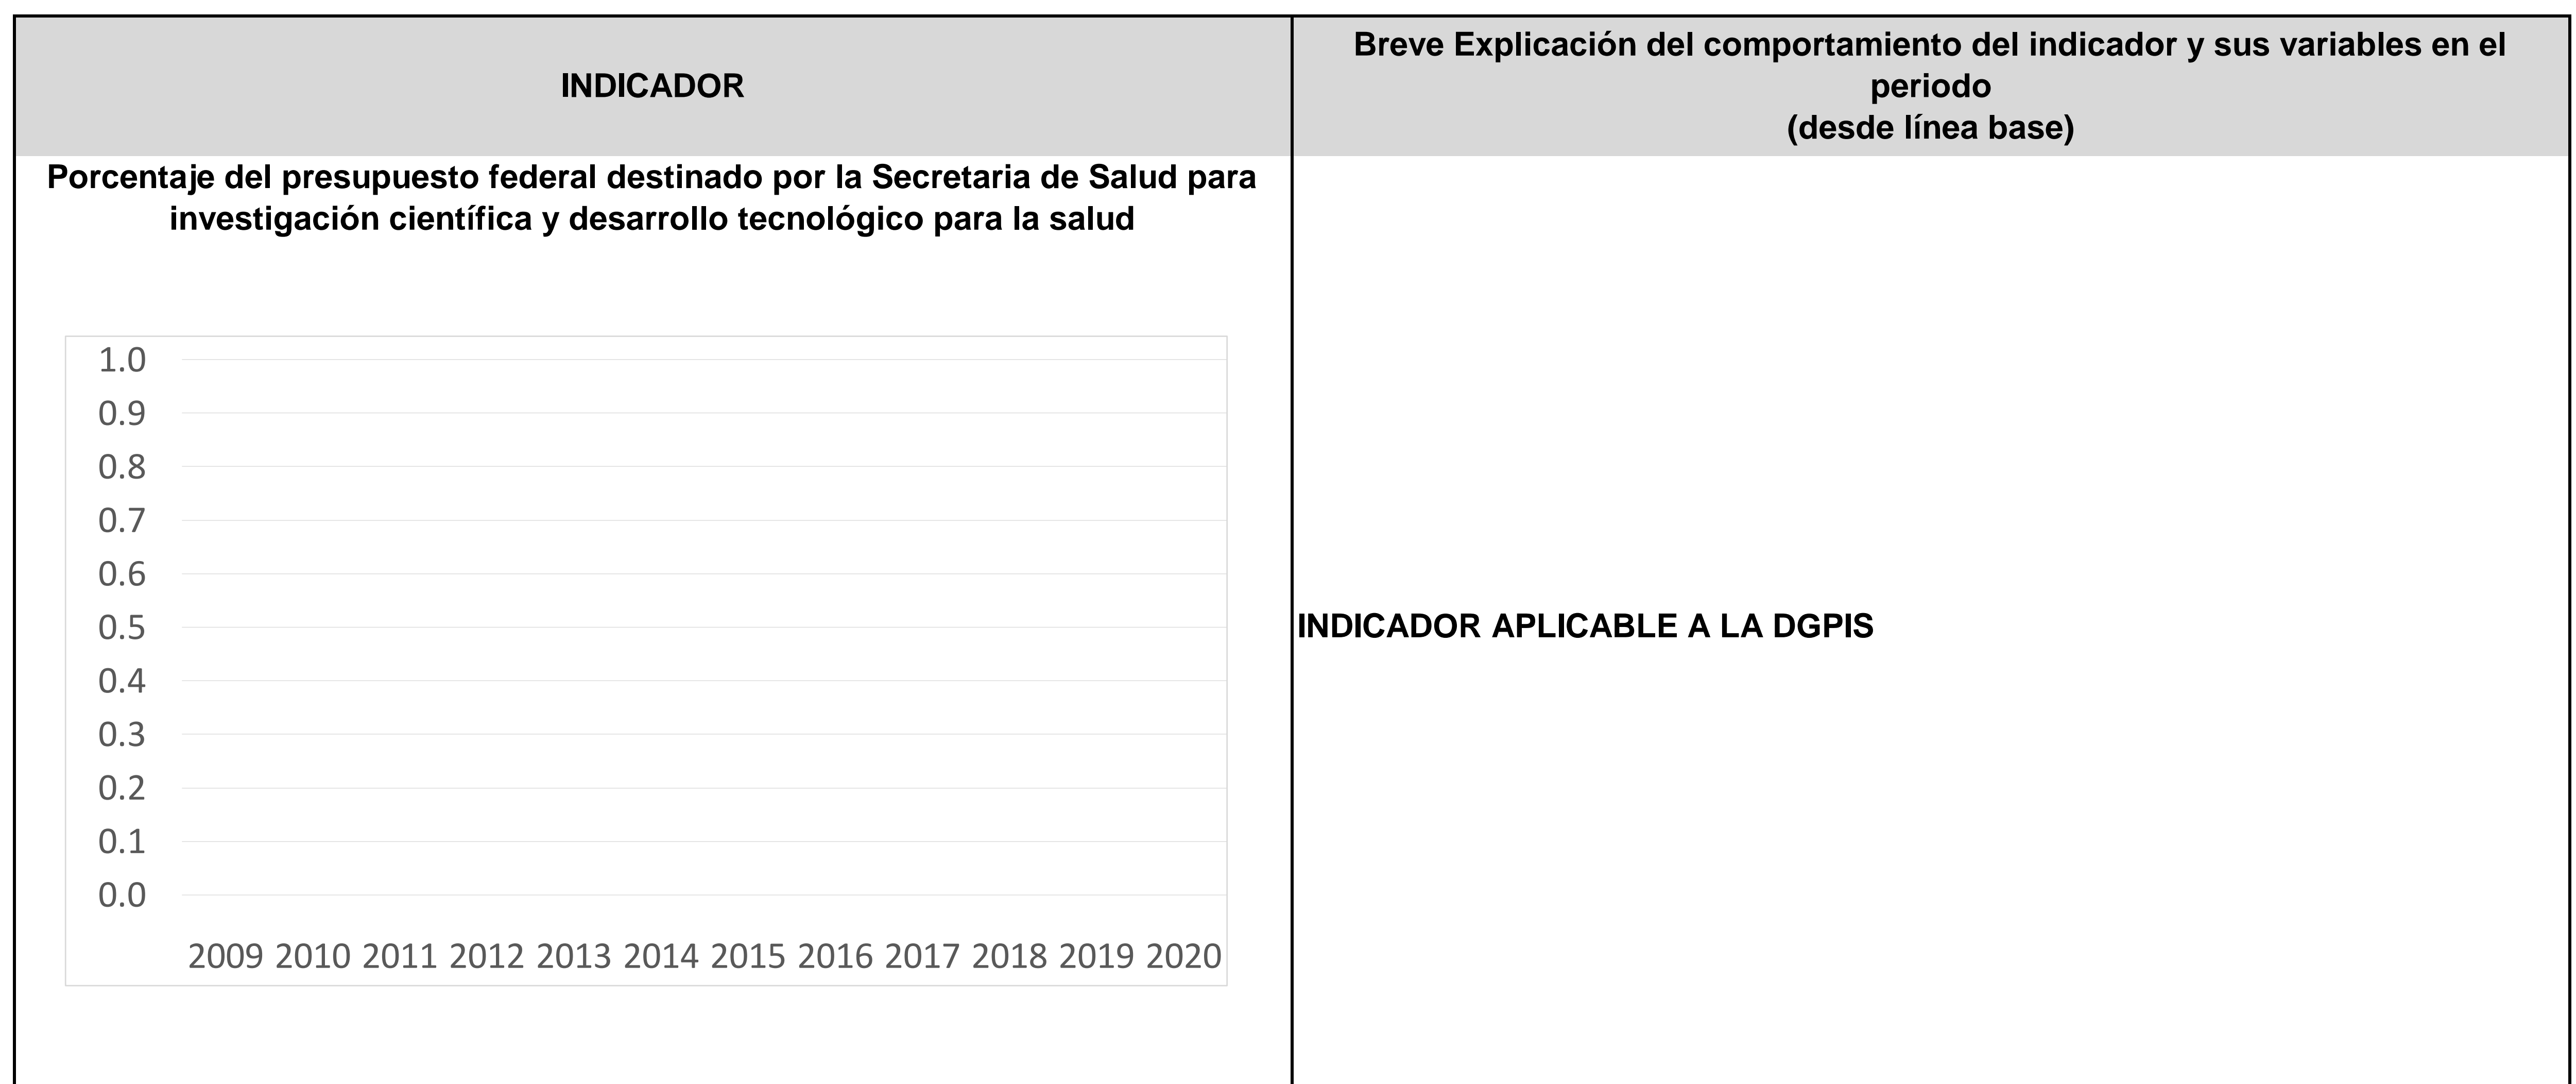 INDICADOR
Breve Explicación del comportamiento del indicador y sus variables en el
periodo
(desde línea base)
Porcentaje del presupuesto federal destinado por la Secretaria de Salud para
investigación científica y desarrollo tecnológico para la salud
1.0
0.9
0.8
0.7
0.6
0.5
0.4
0.3
0.2
0.1
0.0
2009 2010 2011 2012 2013 2014 2015 2016 2017 2018 2019 2020
INDICADOR APLICABLE A LA DGPIS